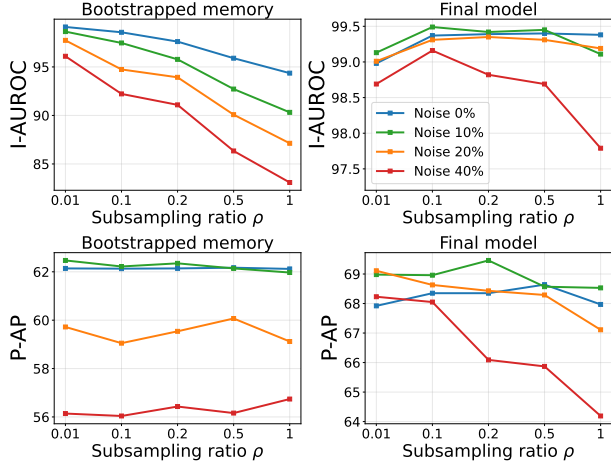 Bootstrapped memory
I-AUROC
95
90
85
0.01 0.1 0.2 0.5 1
Subsampling ratio ρ
Final model
I-AUROC
99.5
99.0
98.5
98.0
97.5
Noise 0%
Noise 10%
Noise 20%
Noise 40%
0.01 0.1 0.2 0.5 1
Subsampling ratio ρ
Bootstrapped memory
P-AP
62
60
58
56
0.01 0.1 0.2 0.5 1
Subsampling ratio ρ
Final model
P-AP
69
68
67
66
65
64
0.01 0.1 0.2 0.5 1
Subsampling ratio ρ